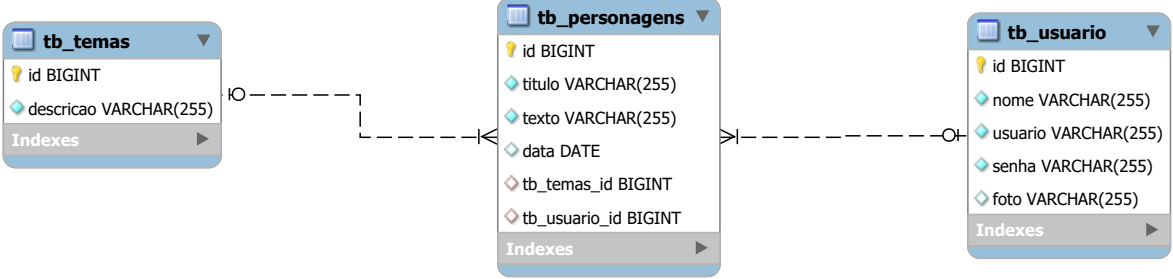 tb_temas
id BIGINT
descricao VARCHAR(255)
Indexes
tb_personagens
id BIGINT
titulo VARCHAR(255)
texto VARCHAR(255)
data DATE
tb_temas_id BIGINT
tb_usuario_id BIGINT
Indexes
tb_usuario
id BIGINT
nome VARCHAR(255)
usuario VARCHAR(255)
senha VARCHAR(255)
foto VARCHAR(255)
Indexes